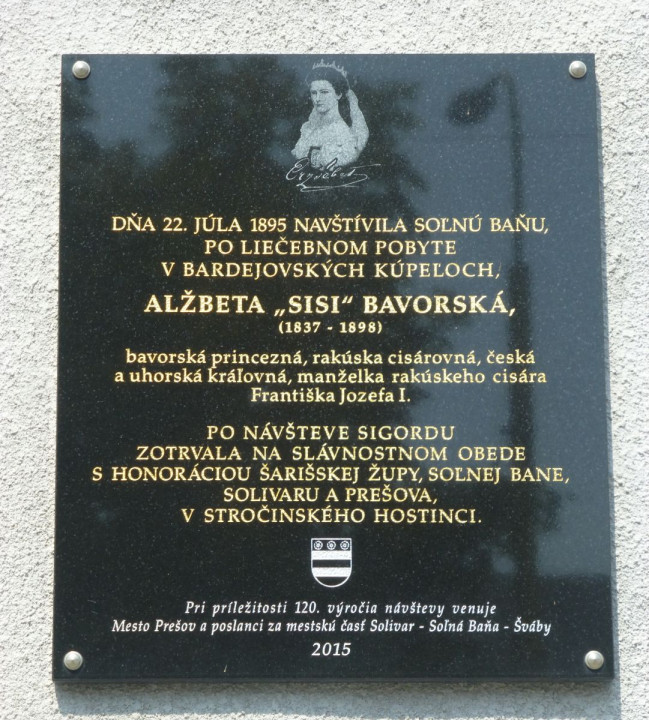 Erzsébet
DŇA 22. JÚLA 1895 NAVŠTÍVILA SOĽNÚ BAŇU,
PO LIEČEBNOM POBYTE
V BARDEJOVSKÝCH KÚPEĽOCH,
ALŽBETA „SISI“ BAVORSKÁ,
(1837 - 1898)
bavorská princezná, rakúska cisárovná, česká
a uhorská kráľovná, manželka rakúskeho cisára
Františka Jozefa I.
PO NÁVŠTEVE SIGORDU
ZOTRVALA NA SLÁVNOSTNOM OBEDE
S HONORÁCIOU ŠARIŠSKEJ ŽUPY, SOĽNEJ BANE,
SOLIVARU A PREŠOVA,
V STROČINSKÉHO HOSTINCI.
Pri príležitosti 120. výročia návštevy venuje
Mesto Prešov a poslanci za mestskú časť Solivar - Soľná Baňa - Šváby
2015